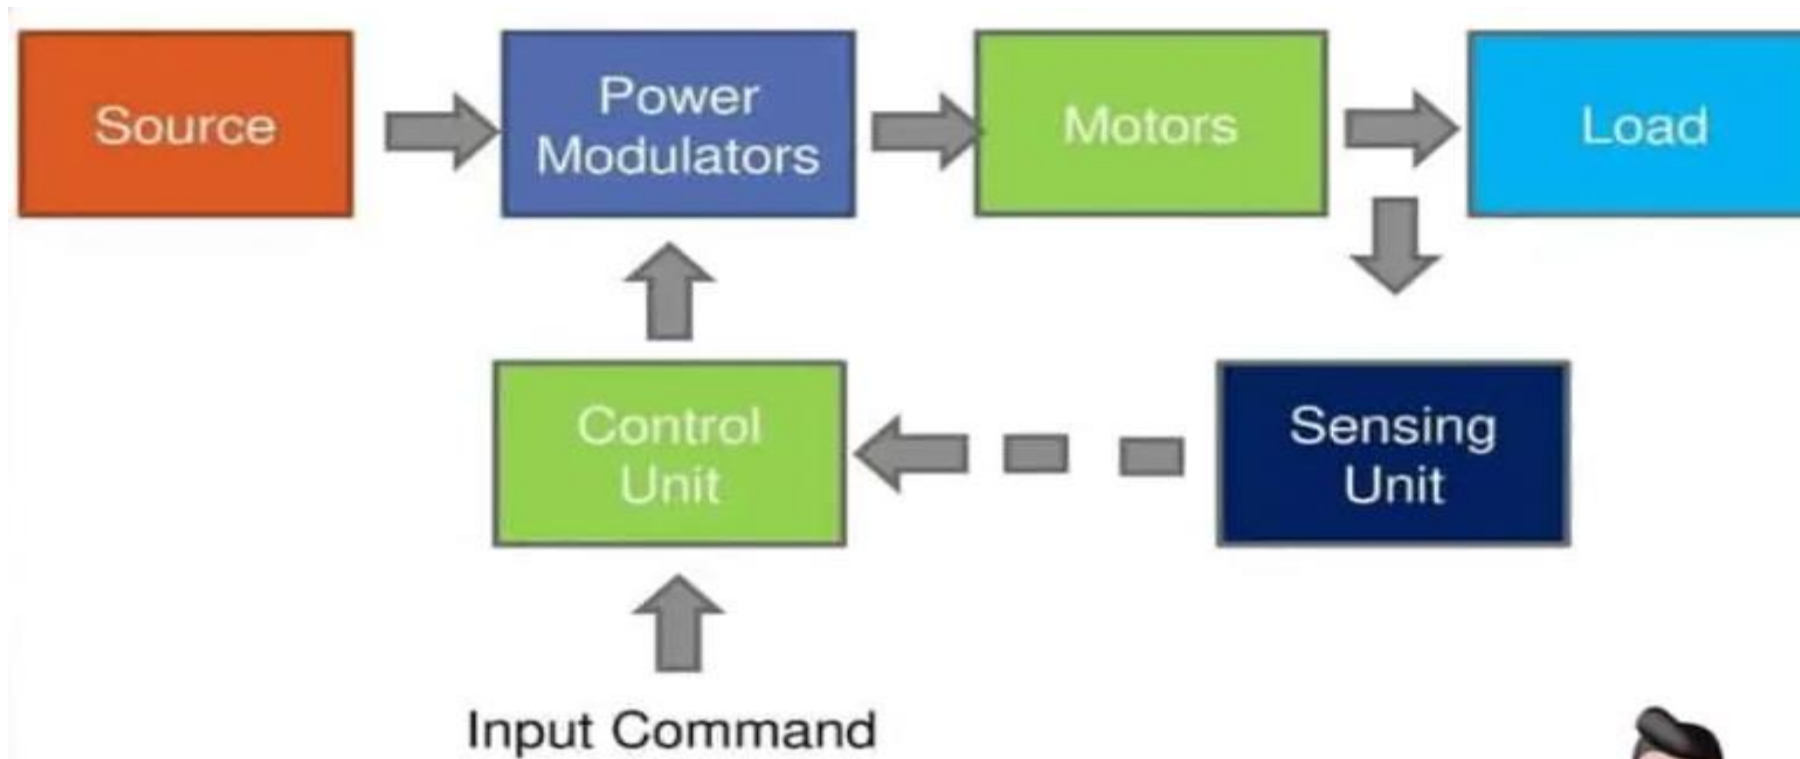 Source
Power
Modulators
Motors
Load
Control
Unit
Sensing
Unit
Input Command